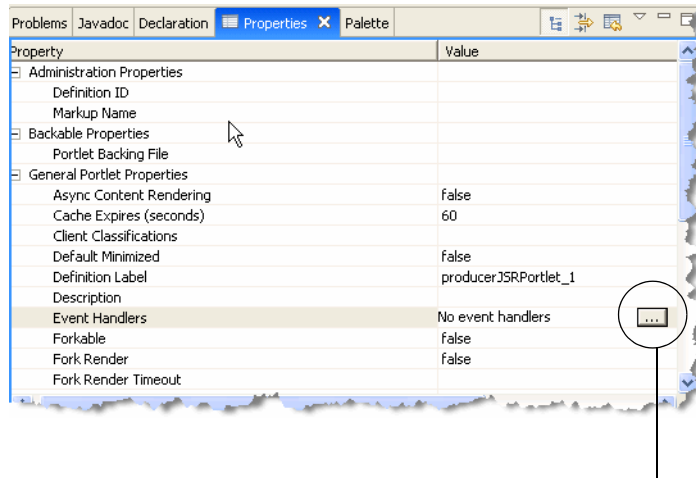 Problems Javadoc Declaration Properties Palette
Property Value
Administration Properties
Definition ID
Markup Name
Backable Properties
Portlet Backing File
General Portlet Properties
Async Content Rendering false
Cache Expires (seconds) 60
Client Classifications
Default Minimized false
Definition Label producerJSRPortlet_1
Description
Event Handlers No event handlers ...
Forkable false
Fork Render false
Fork Render Timeout